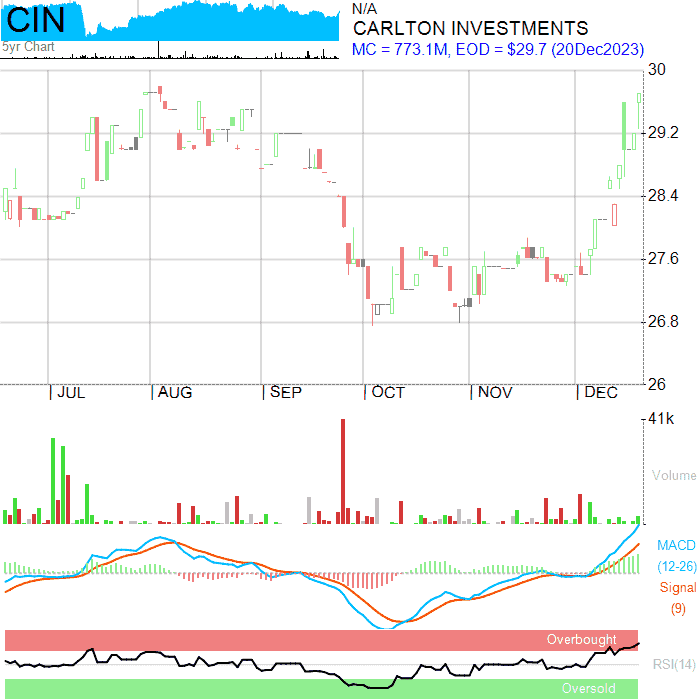 CIN
5yr Chart
N/A
CARLTON INVESTMENTS
MC = 773.1M, EOD = $29.7 (20Dec2023)
30
29.2
28.4
27.6
26.8
26
JUL AUG SEP OCT NOV DEC
41k
Volume
MACD
(12-26)
Signal
(9)
Overbought
RSI(14)
Oversold